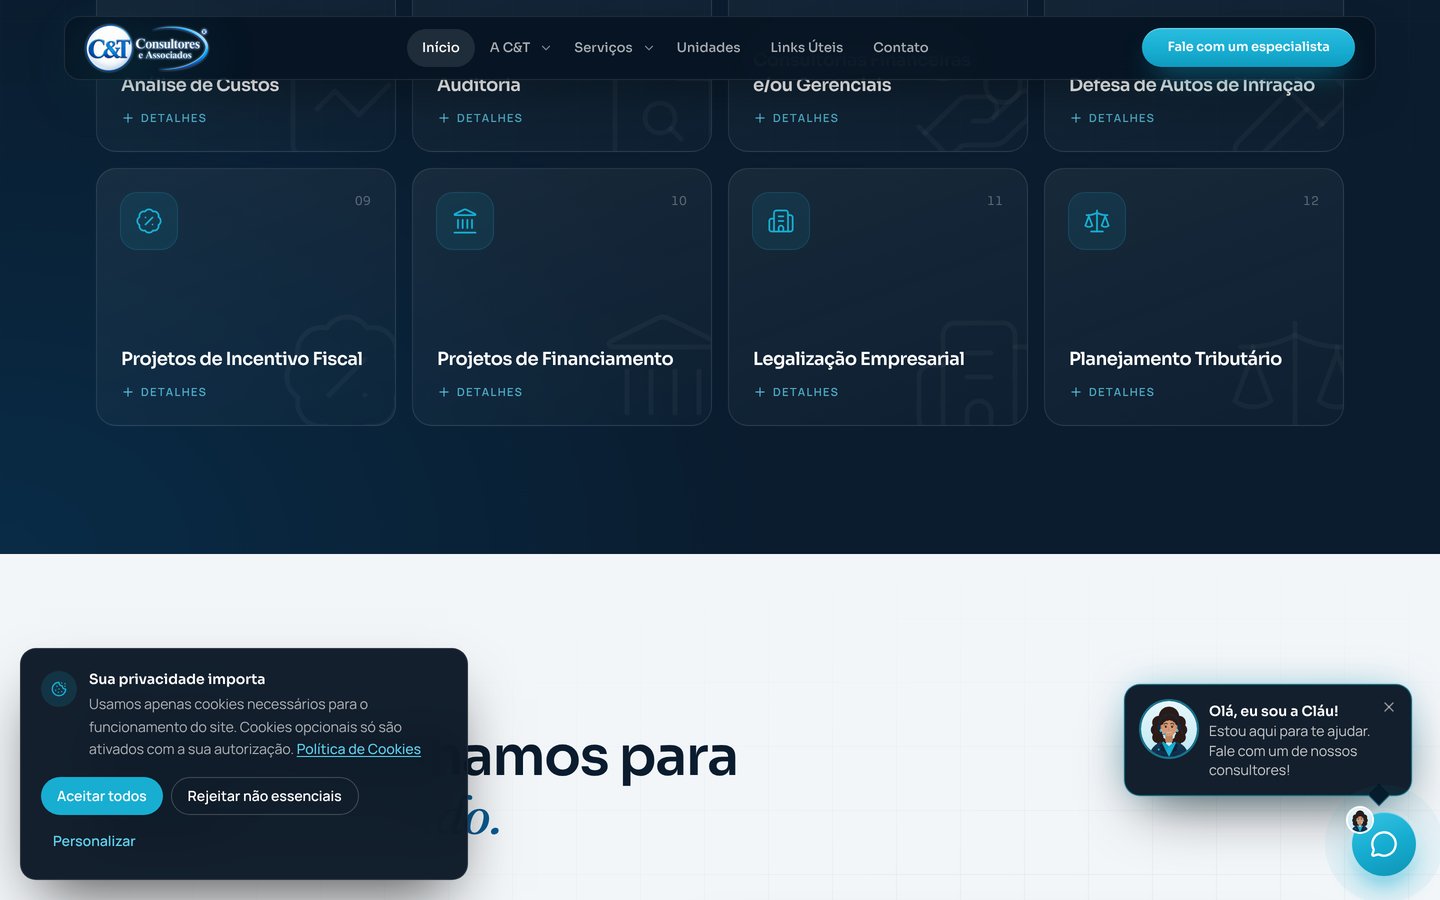 C&T Consultores
e Associados
Início
A C&T
Serviços
Unidades
Links Úteis
Contato
Fale com um especialista
Análise de Custos
+ DETALHES
Auditoria
+ DETALHES
Consultorias Financeiras
e/ou Gerenciais
+ DETALHES
Defesa de Autos de Infração
+ DETALHES
09
Projetos de Incentivo Fiscal
+ DETALHES
10
Projetos de Financiamento
+ DETALHES
11
Legalização Empresarial
+ DETALHES
12
Planejamento Tributário
+ DETALHES
Sua privacidade importa
Usamos apenas cookies necessários para o
funcionamento do site. Cookies opcionais só são
ativados com a sua autorização. Política de Cookies
Aceitar todos
Rejeitar não essenciais
Personalizar
amos para
do.
Olá, eu sou a Cláu!
Estou aqui para te ajudar.
Fale com um de nossos
consultores!